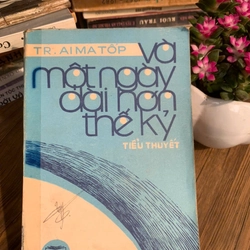 TR. AIMATỐP
và
một ngày
dài hơn
thế kỷ
TIỂU THUYẾT